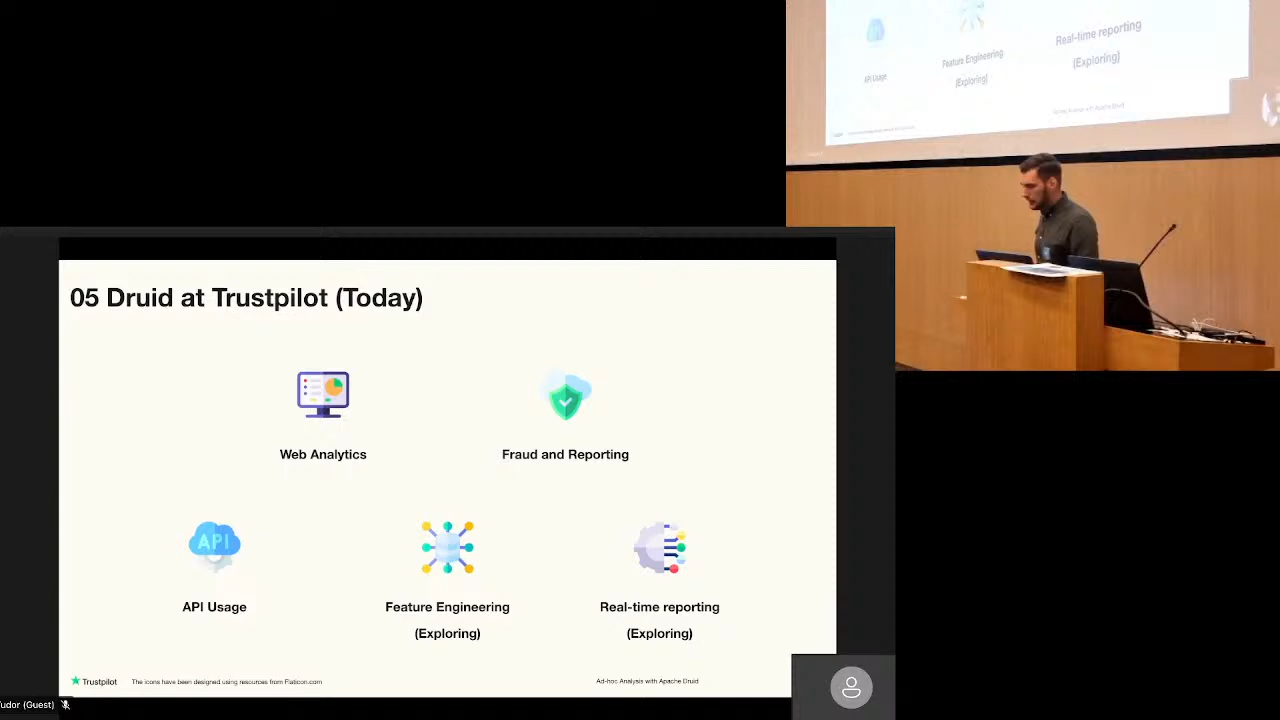 API Usage
Feature Engineering
(Exploring)
Real-time reporting
(Exploring)
05 Druid at Trustpilot (Today)
Web Analytics
Fraud and Reporting
API
API Usage
Feature Engineering
(Exploring)
Real-time reporting
(Exploring)
Trustpilot
The icons have been designed using resources from Flaticon.com
Ad-hoc Analysis with Apache Druid
Tudor (Guest)